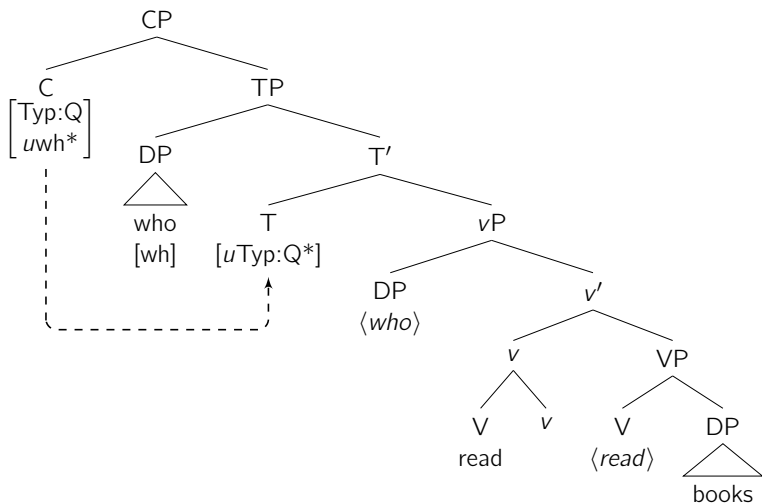 CP
C TP
[Typ:Q
uwh*]
DP T′
who T vP
[wh] [uTyp:Q*]
DP v′
⟨who⟩
v VP
V v V DP
read ⟨read⟩
books